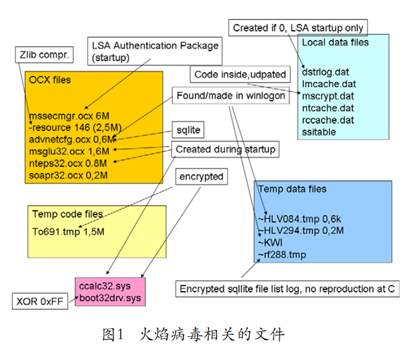 Created if 0, LSA startup only
LSA Authentication Package
(startup)
Local data files
Zlib compr.
OCX files
Code inside,udpated
dstrlog.dat
lmcache.dat
mscrypt.dat
ntcache.dat
rccache.dat
ssitable
Found/made in winlogon
mssecmgr.ocx 6M
-resource 146 (2,5M)
advnetcfg.ocx 0,6M
msglu32.ocx 1,6M
nteps32.ocx 0.8M
soapr32.ocx 0,2M
sqlite
Created during startup
encrypted
Temp data files
~HLV084.tmp 0,6k
~HLV294.tmp 0,2M
~KWI
~rf288.tmp
Temp code files
To691.tmp 1,5M
ccalc32.sys
boot32drv.sys
XOR 0xFF
Encrypted sqllite file list log, no reproduction at C
图1 火焰病毒相关的文件